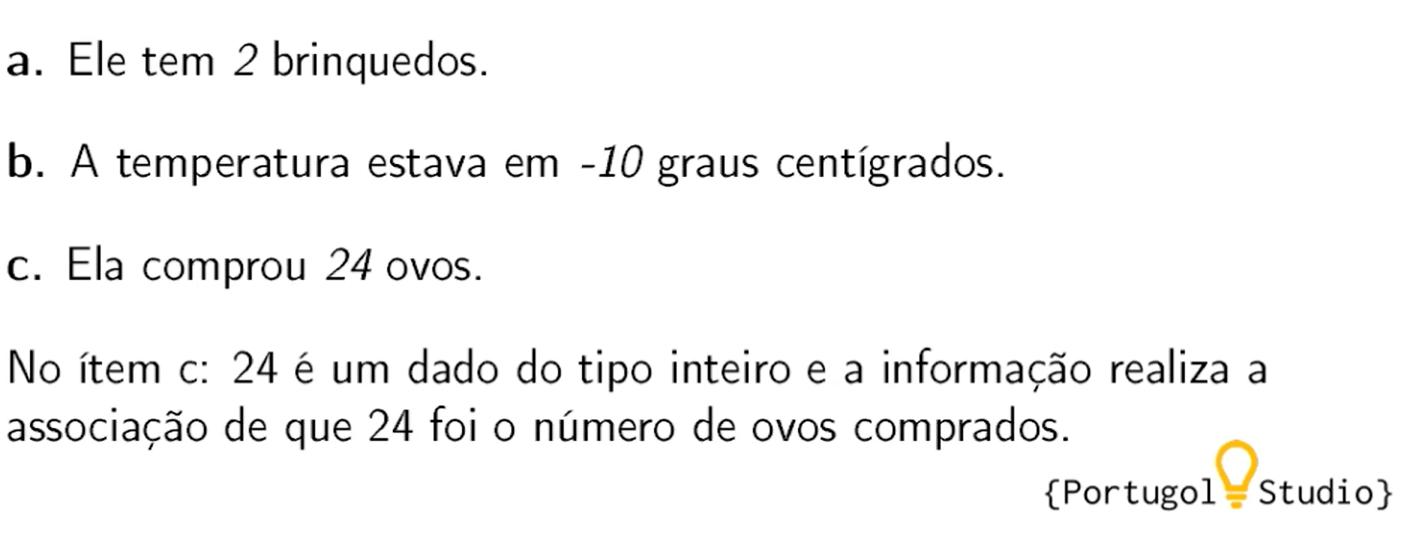 a. Ele tem 2 brinquedos.
b. A temperatura estava em -10 graus centígrados.
c. Ela comprou 24 ovos.
No ítem c: 24 é um dado do tipo inteiro e a informação realiza a
associação de que 24 foi o número de ovos comprados.
{Portugol Studio}